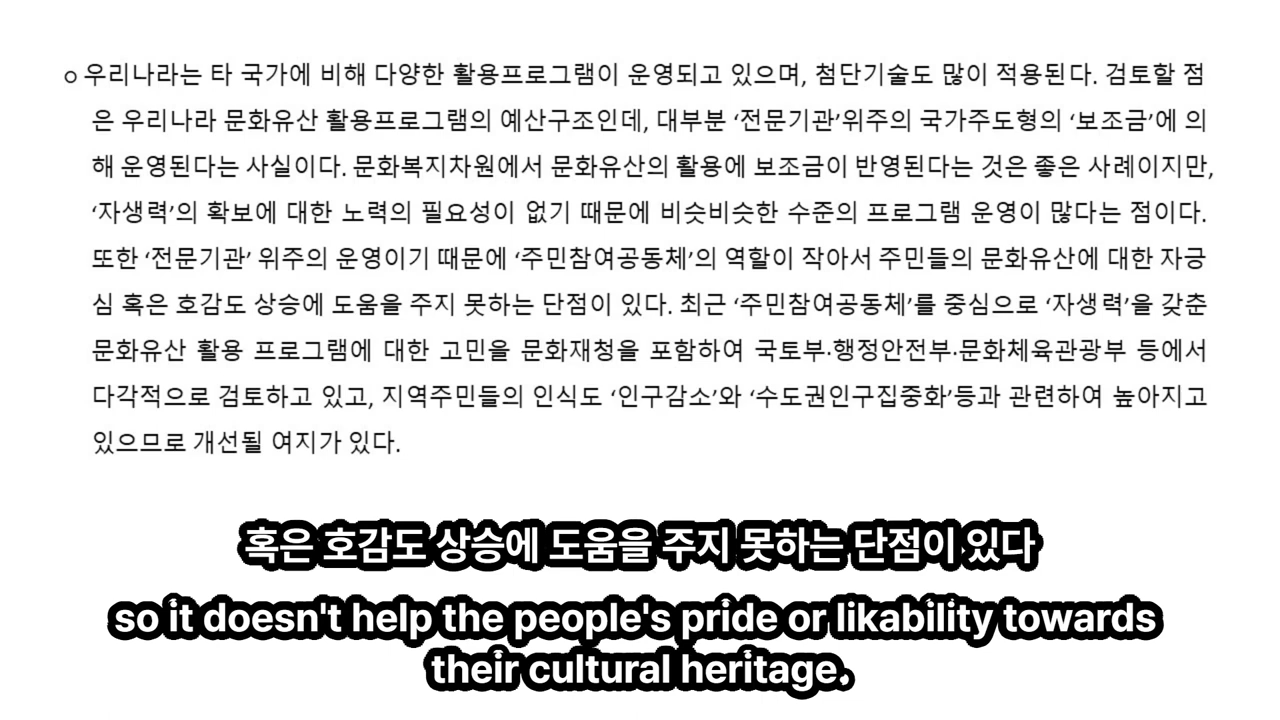 ○ 우리나라는 타 국가에 비해 다양한 활용프로그램이 운영되고 있으며, 첨단기술도 많이 적용된다. 검토할 점
은 우리나라 문화유산 활용프로그램의 예산구조인데, 대부분 ‘전문기관’위주의 국가주도형의 ‘보조금’에 의
해 운영된다는 사실이다. 문화복지차원에서 문화유산의 활용에 보조금이 반영된다는 것은 좋은 사례이지만,
‘자생력’의 확보에 대한 노력의 필요성이 없기 때문에 비슷비슷한 수준의 프로그램 운영이 많다는 점이다.
또한 ‘전문기관’ 위주의 운영이기 때문에 ‘주민참여공동체’의 역할이 작아서 주민들의 문화유산에 대한 자긍
심 혹은 호감도 상승에 도움을 주지 못하는 단점이 있다. 최근 ‘주민참여공동체’를 중심으로 ‘자생력’을 갖춘
문화유산 활용 프로그램에 대한 고민을 문화재청을 포함하여 국토부·행정안전부·문화체육관광부 등에서
다각적으로 검토하고 있고, 지역주민들의 인식도 ‘인구감소’와 ‘수도권인구집중화’등과 관련하여 높아지고
있으므로 개선될 여지가 있다.
혹은 호감도 상승에 도움을 주지 못하는 단점이 있다
so it doesn't help the people's pride or likability towards
their cultural heritage.